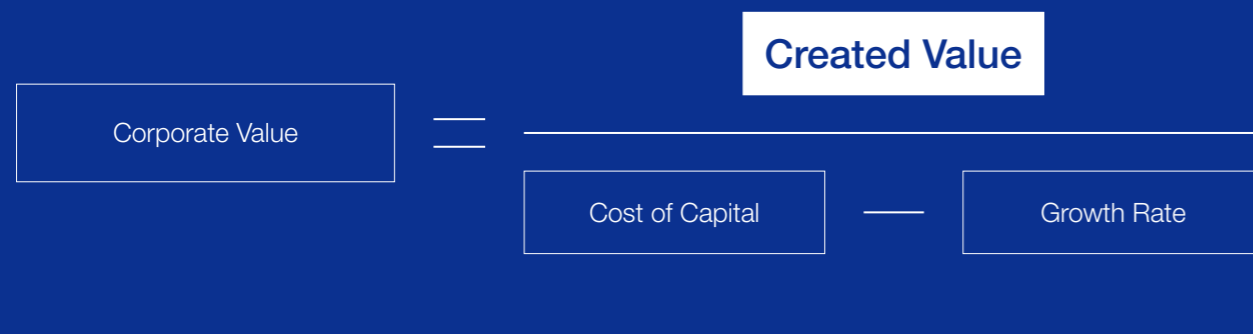 Created Value
Corporate Value
Cost of Capital
Growth Rate